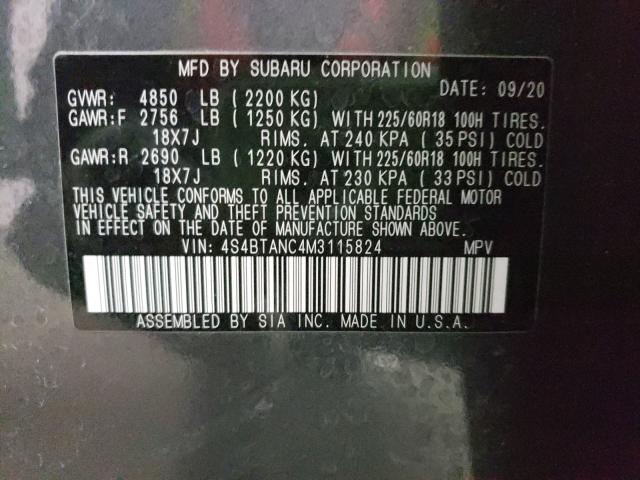 MFD BY SUBARU CORPORATION
DATE: 09/20
GVWR: 4850 LB ( 2200 KG)
GAWR:F 2756 LB ( 1250 KG) WITH 225/60R18 100H TIRES.
18X7J RIMS. AT 240 KPA ( 35 PSI) COLD
GAWR:R 2690 LB ( 1220 KG) WITH 225/60R18 100H TIRES.
18X7J RIMS. AT 230 KPA ( 33 PSI) COLD
THIS VEHICLE CONFORMS TO ALL APPLICABLE FEDERAL MOTOR
VEHICLE SAFETY AND THEFT PREVENTION STANDARDS
IN EFFECT ON THE DATE OF MANUFACTURE SHOWN ABOVE.
VIN: 4S4BTANC4M3115824 MPV
ASSEMBLED BY SIA INC. MADE IN U.S.A.